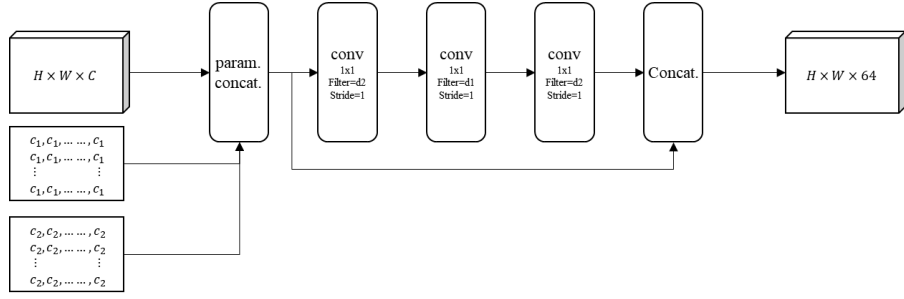 H × W × C
c₁, c₁, … …, c₁
c₁, c₁, … …, c₁
⋮ ⋮
c₁, c₁, … …, c₁
c₂, c₂, … …, c₂
c₂, c₂, … …, c₂
⋮ ⋮
c₂, c₂, … …, c₂
param.
concat.
conv
1x1
Filter=d2
Stride=1
conv
1x1
Filter=d1
Stride=1
conv
1x1
Filter=d2
Stride=1
Concat.
H × W × 64